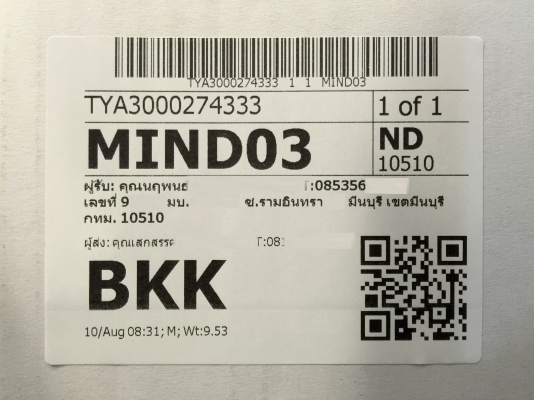 TYA3000274333 1 1 MIND03
TYA3000274333
1 of 1
MIND03
ND
10510
ผู้รับ: คุณนฤพนธ T:085356
เลขที่ 9 มบ. ซ.รามอินทรา มีนบุรี เขตมีนบุรี
กทม. 10510
ผู้ส่ง: คุณเสกสรร T:08
BKK
10/Aug 08:31; M; Wt:9.53